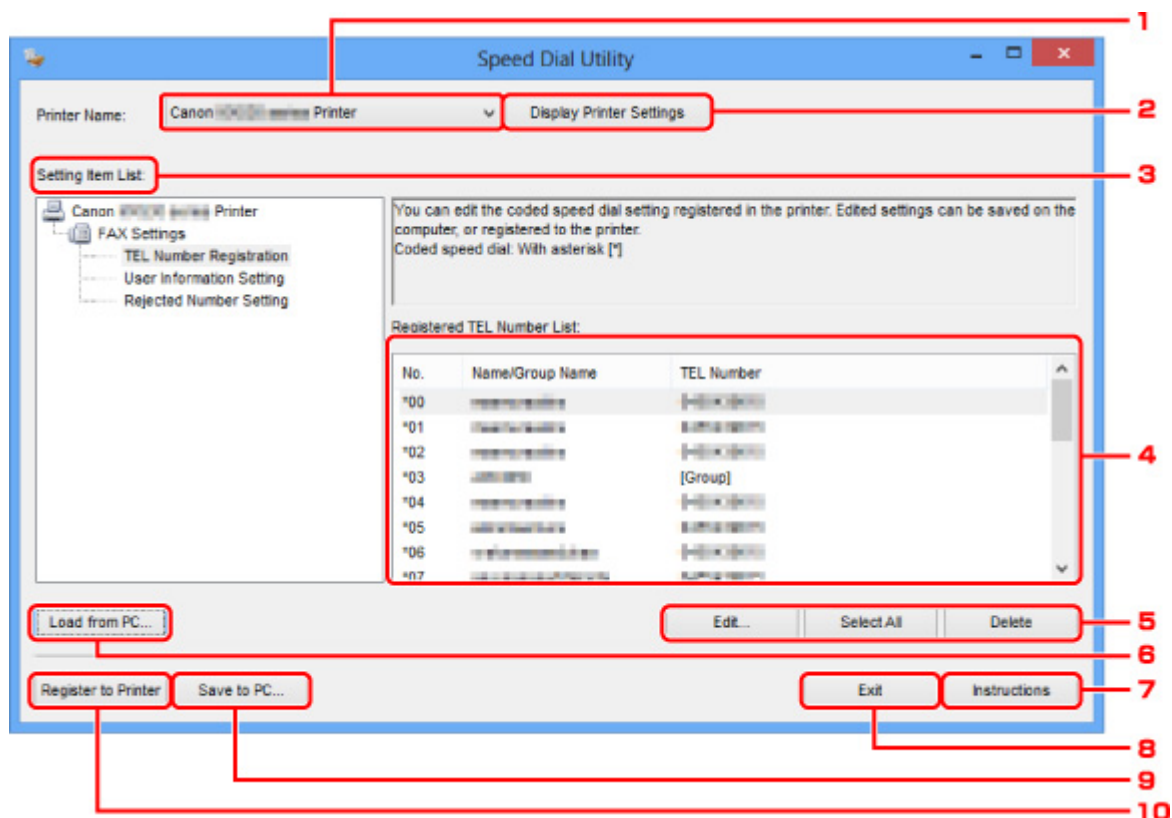 1
Speed Dial Utility
Printer Name: Canon Printer Display Printer Settings
2
Setting Item List:
3
Canon Printer
FAX Settings
TEL Number Registration
User Information Setting
Rejected Number Setting
You can edit the coded speed dial setting registered in the printer. Edited settings can be saved on the
computer, or registered to the printer.
Coded speed dial: With asterisk [*]
Registered TEL Number List:
No. Name/Group Name TEL Number
*00
*01
*02
*03 [Group]
*04
*05
*06
*07
4
Load from PC... Edit... Select All Delete
5
6
Register to Printer Save to PC... Exit Instructions
7
8
9
10